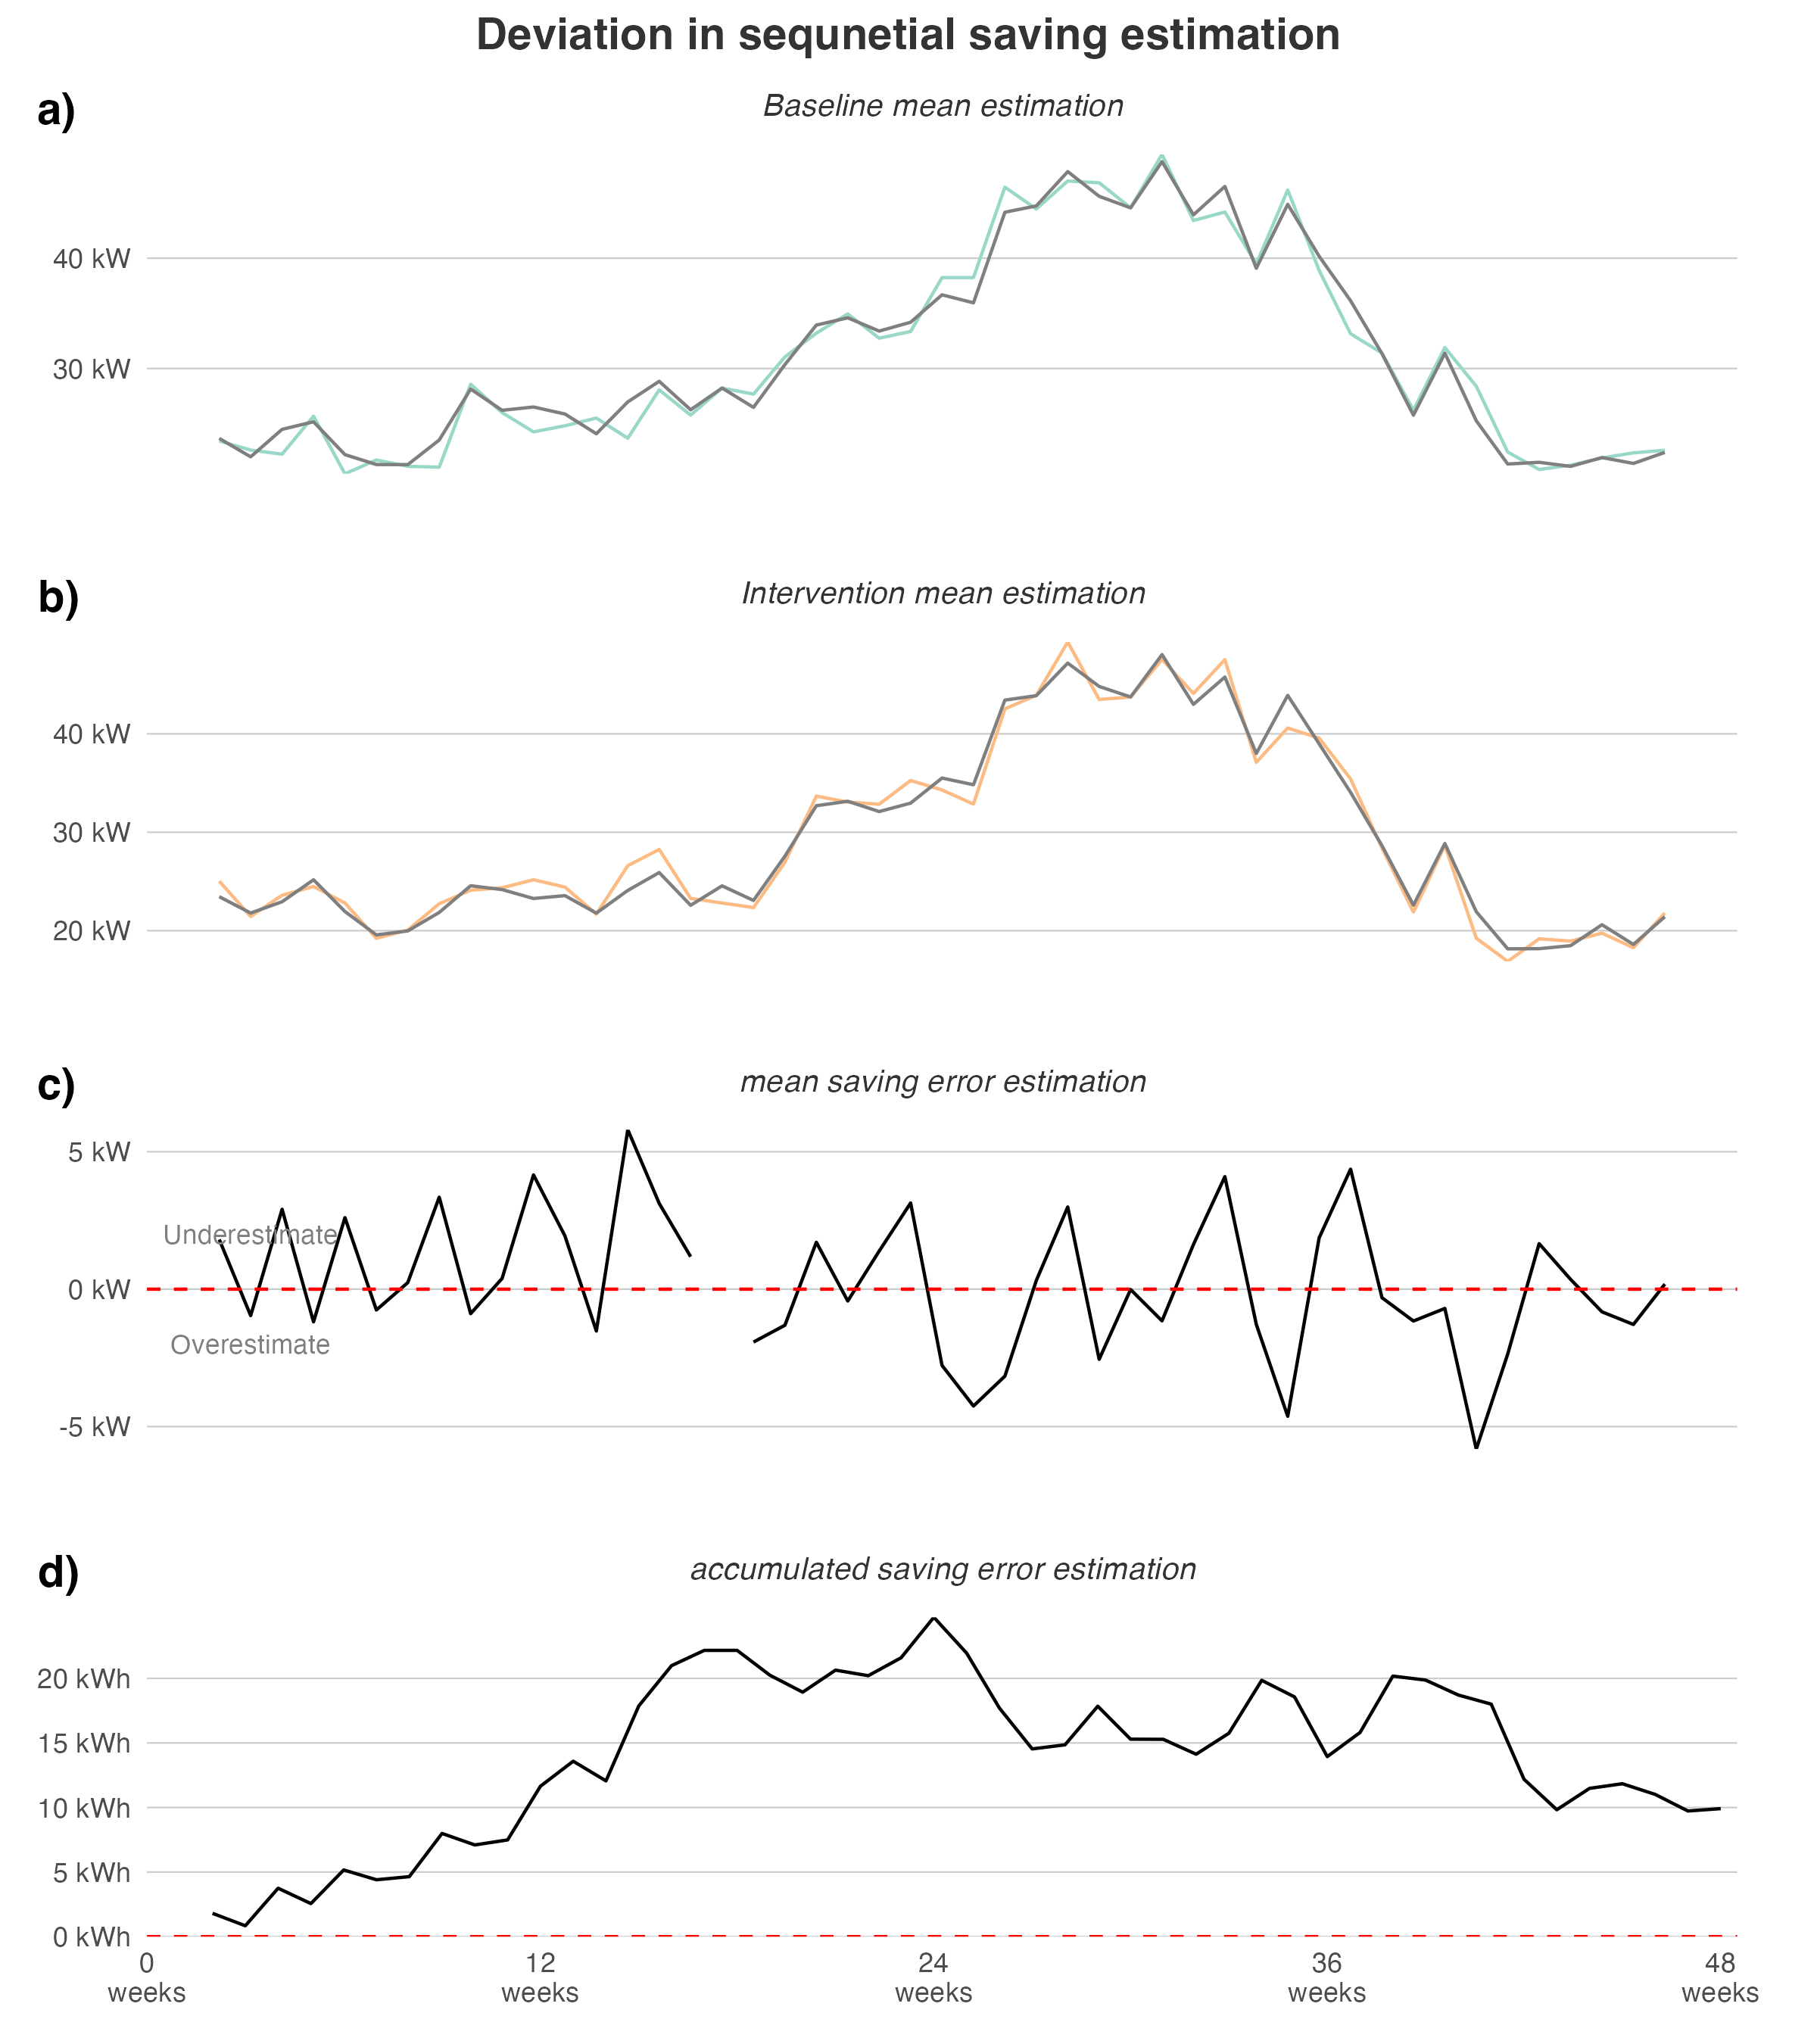 Deviation in sequnetial saving estimation
a)
Baseline mean estimation
40 kW
30 kW
b)
Intervention mean estimation
40 kW
30 kW
20 kW
c)
mean saving error estimation
5 kW
Underestimate
0 kW
Overestimate
-5 kW
d)
accumulated saving error estimation
20 kWh
15 kWh
10 kWh
5 kWh
0 kWh
0 12 24 36 48
weeks weeks weeks weeks weeks